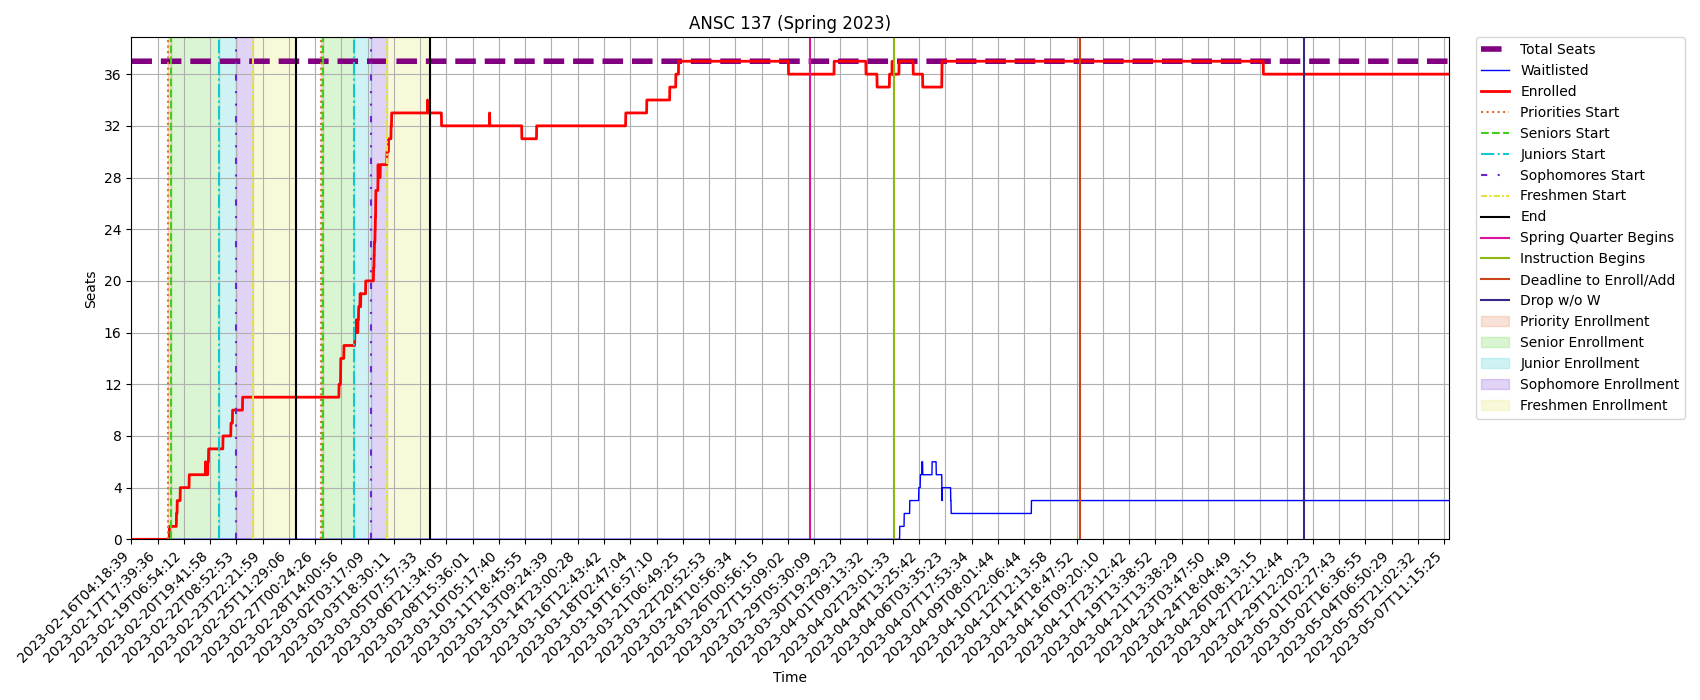 ANSC 137 (Spring 2023)
Seats
36
32
28
24
20
16
12
8
4
0
2023-02-16T04:18:39
2023-02-17T17:39:36
2023-02-19T06:54:12
2023-02-20T19:41:58
2023-02-22T08:52:53
2023-02-23T22:21:59
2023-02-25T11:29:06
2023-02-27T00:24:26
2023-02-28T14:00:56
2023-03-02T03:17:09
2023-03-03T18:30:11
2023-03-05T07:57:33
2023-03-06T21:34:05
2023-03-08T15:36:01
2023-03-10T05:17:40
2023-03-11T18:45:55
2023-03-13T09:24:39
2023-03-14T23:00:28
2023-03-16T12:43:42
2023-03-18T02:47:04
2023-03-19T16:57:10
2023-03-21T06:49:25
2023-03-22T20:52:53
2023-03-24T10:56:34
2023-03-26T00:56:15
2023-03-27T15:09:02
2023-03-29T05:30:09
2023-03-30T19:29:23
2023-04-01T09:13:32
2023-04-02T23:01:33
2023-04-04T13:25:42
2023-04-06T03:35:23
2023-04-07T17:53:34
2023-04-09T08:01:44
2023-04-10T22:06:44
2023-04-12T12:13:58
2023-04-14T18:47:52
2023-04-16T09:20:10
2023-04-17T23:12:42
2023-04-19T13:38:52
2023-04-21T13:38:29
2023-04-23T03:47:50
2023-04-24T18:04:49
2023-04-26T08:13:15
2023-04-27T22:12:44
2023-04-29T12:20:23
2023-05-01T02:27:43
2023-05-02T16:36:55
2023-05-04T06:50:29
2023-05-05T21:02:32
2023-05-07T11:15:25
Time
Total Seats
Waitlisted
Enrolled
Priorities Start
Seniors Start
Juniors Start
Sophomores Start
Freshmen Start
End
Spring Quarter Begins
Instruction Begins
Deadline to Enroll/Add
Drop w/o W
Priority Enrollment
Senior Enrollment
Junior Enrollment
Sophomore Enrollment
Freshmen Enrollment